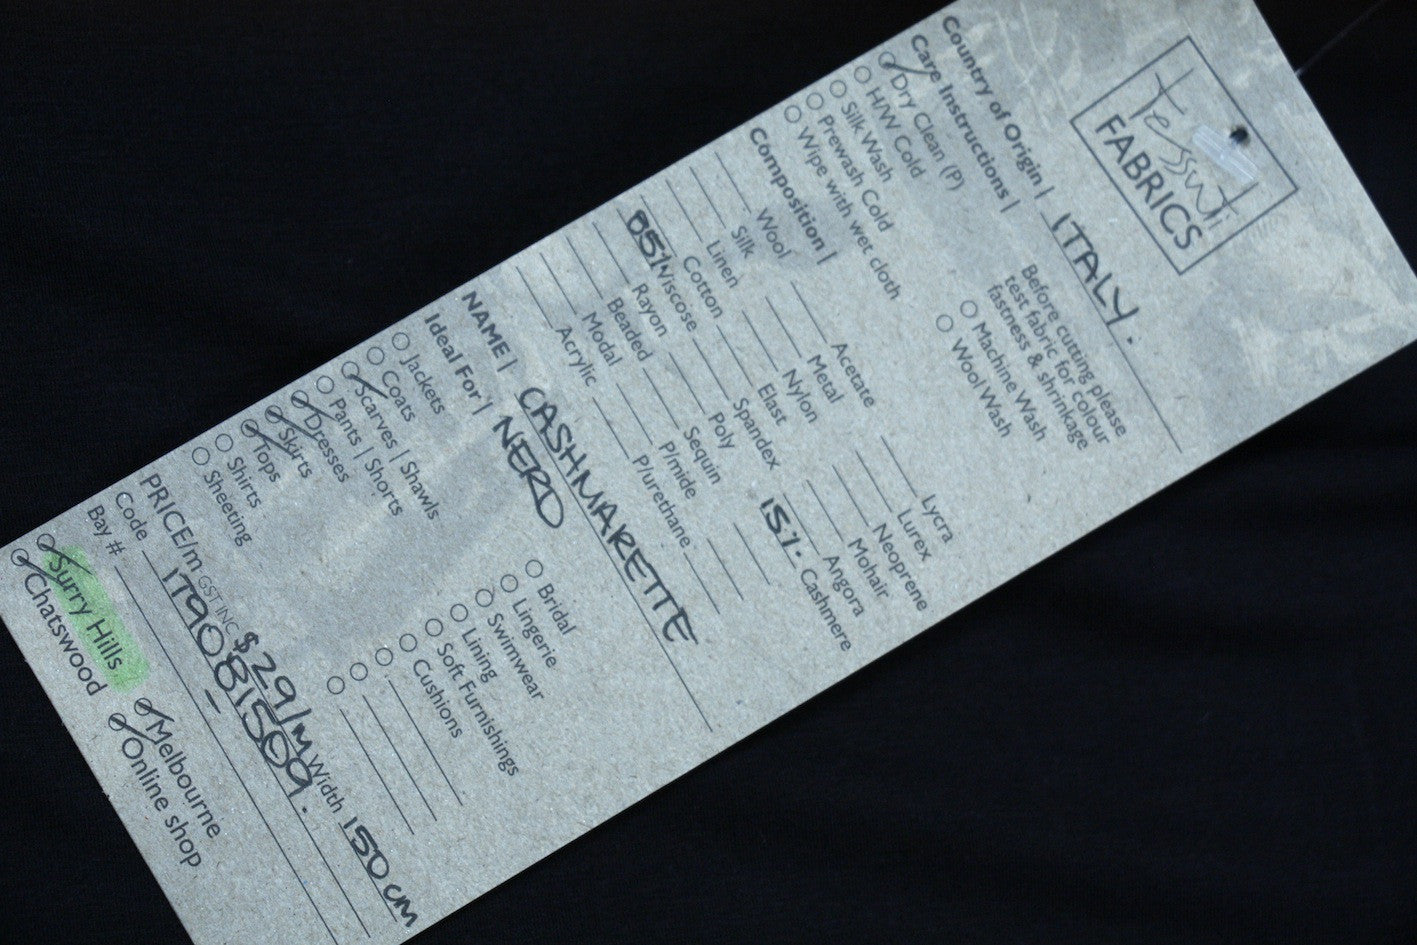 Tessuti
FABRICS
Country of Origin | ITALY.
Care Instructions |
Dry Clean (P)
H/W Cold
Silk Wash
Prewash Cold
Wipe with wet cloth
Before cutting please
test fabric for colour
fastness & shrinkage
Machine Wash
Wool Wash
Composition |
Wool
Silk
Linen
Cotton
85% Viscose
Rayon
Beaded
Modal
Acrylic
Acetate
Metal
Nylon
Elast
Spandex
Poly
Sequin
P/mide
P/urethane
Lycra
Lurex
Neoprene
Mohair
Angora
15% Cashmere
NAME | CASHMARETTE
NERO
Ideal For |
Jackets
Coats
Scarves | Shawls
Pants | Shorts
Dresses
Skirts
Tops
Shirts
Sheeting
Bridal
Lingerie
Swimwear
Lining
Soft Furnishings
Cushions
PRICE/m GST INC $29/m Width 150cm
Code IT9081509.
Bay #
Surry Hills
Chatswood
Melbourne
Online shop